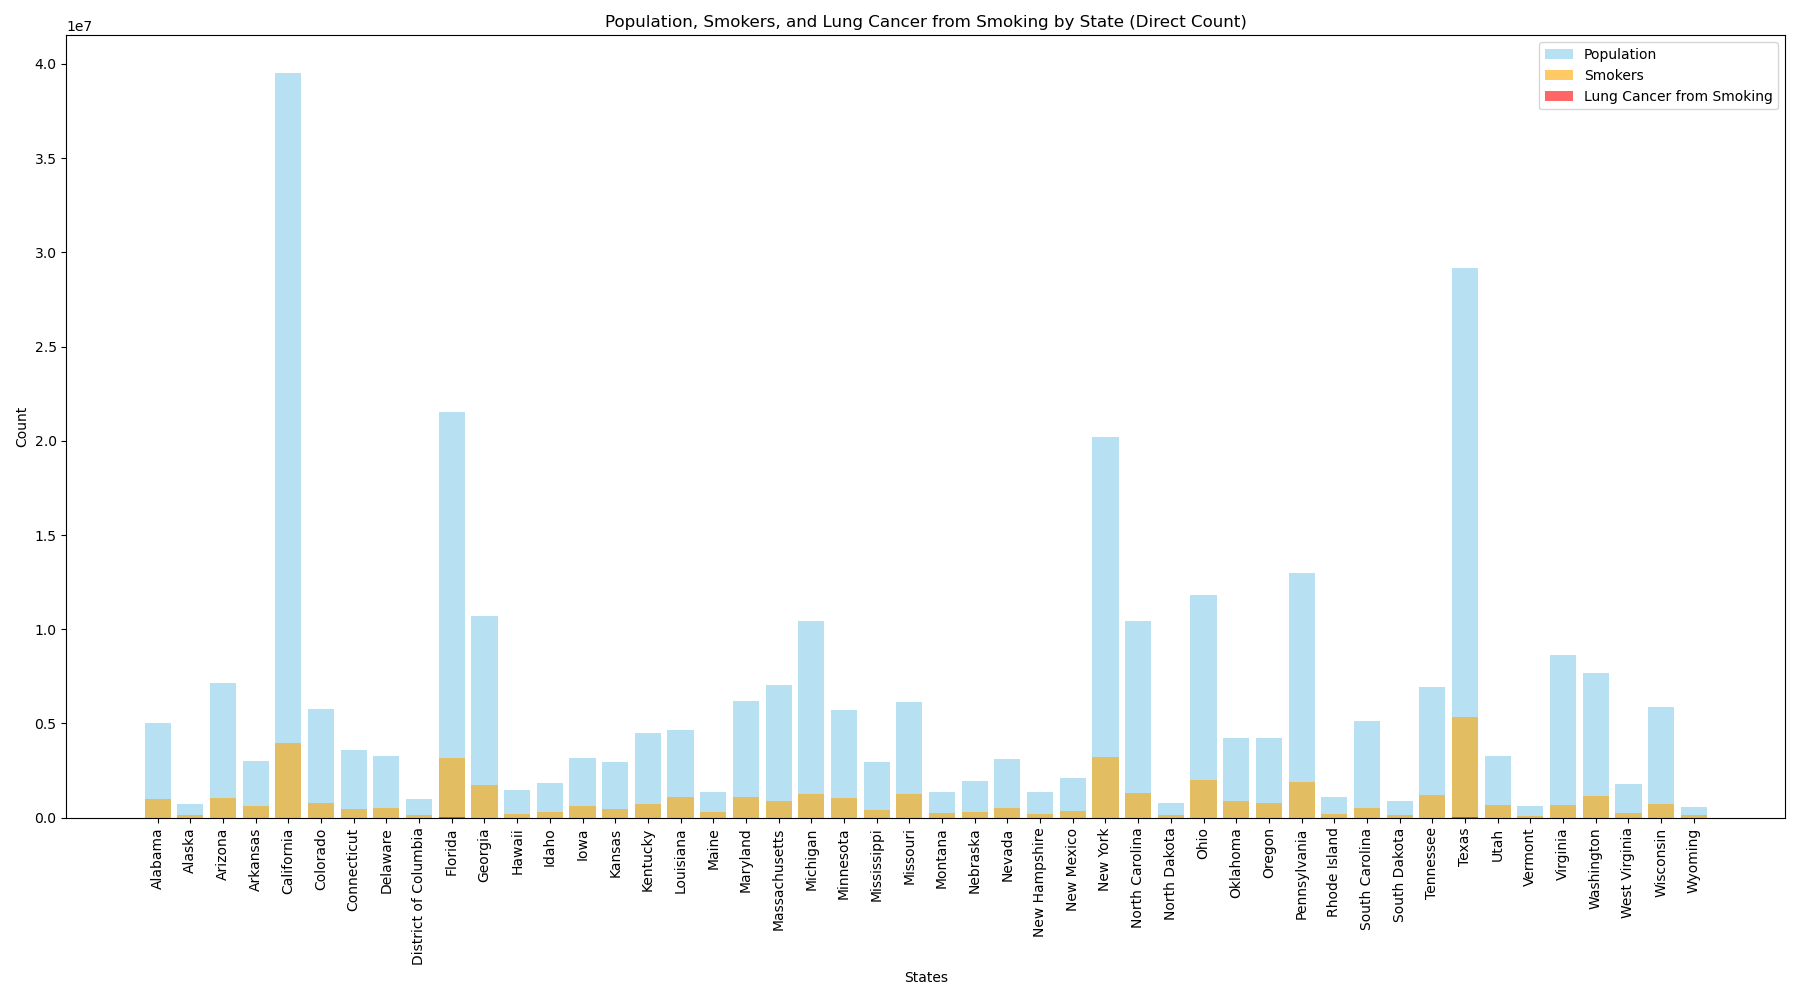 Population, Smokers, and Lung Cancer from Smoking by State (Direct Count)
1e7
Population
Smokers
Lung Cancer from Smoking
4.0
3.5
3.0
2.5
2.0
1.5
1.0
0.5
0.0
Count
Alabama
Alaska
Arizona
Arkansas
California
Colorado
Connecticut
Delaware
District of Columbia
Florida
Georgia
Hawaii
Idaho
Iowa
Kansas
Kentucky
Louisiana
Maine
Maryland
Massachusetts
Michigan
Minnesota
Mississippi
Missouri
Montana
Nebraska
Nevada
New Hampshire
New Mexico
New York
North Carolina
North Dakota
Ohio
Oklahoma
Oregon
Pennsylvania
Rhode Island
South Carolina
South Dakota
Tennessee
Texas
Utah
Vermont
Virginia
Washington
West Virginia
Wisconsin
Wyoming
States